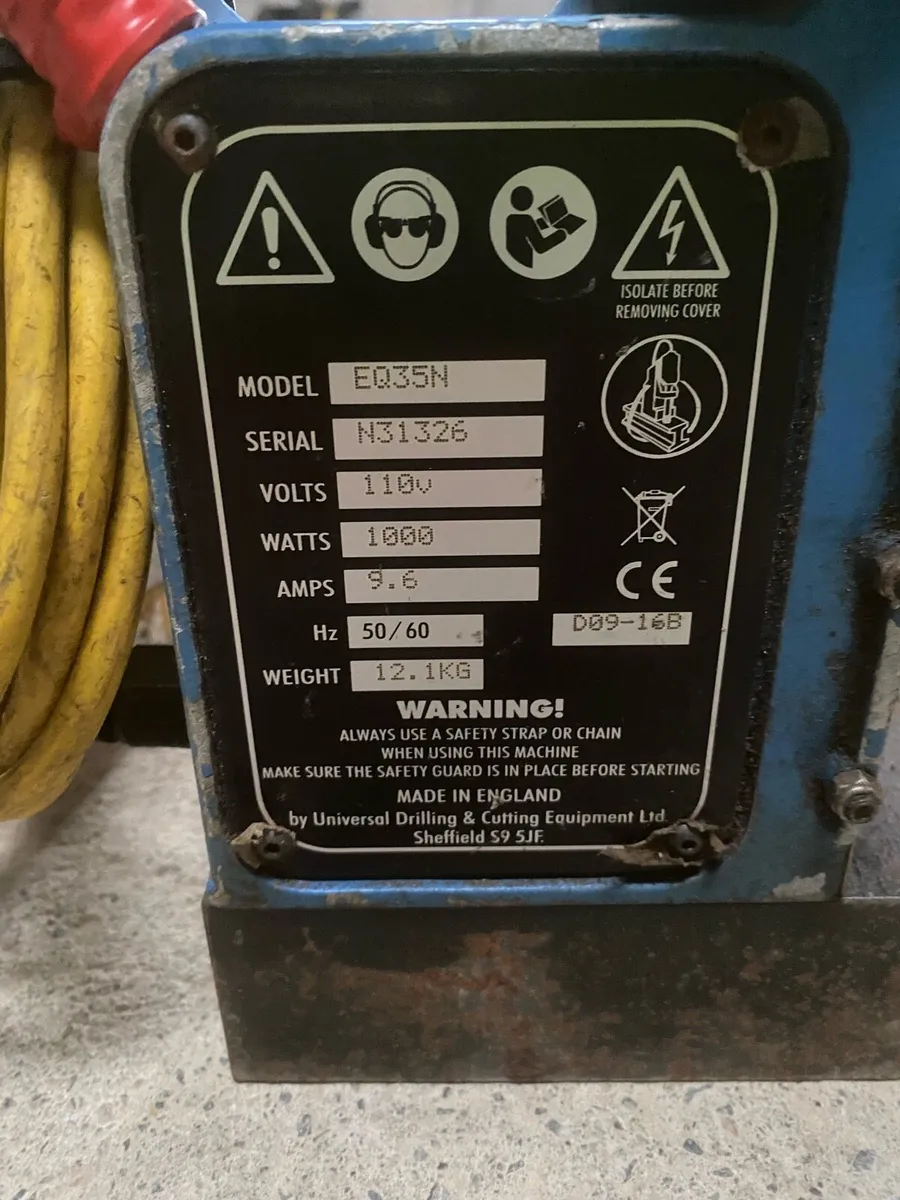 ISOLATE BEFORE
REMOVING COVER
MODEL EQ35N
SERIAL N31326
VOLTS 110v
WATTS 1000
AMPS 9.6
CE
Hz 50/60
D09-16B
WEIGHT 12.1KG
WARNING!
ALWAYS USE A SAFETY STRAP OR CHAIN
WHEN USING THIS MACHINE
MAKE SURE THE SAFETY GUARD IS IN PLACE BEFORE STARTING
MADE IN ENGLAND
by Universal Drilling & Cutting Equipment Ltd.
Sheffield S9 5JF.